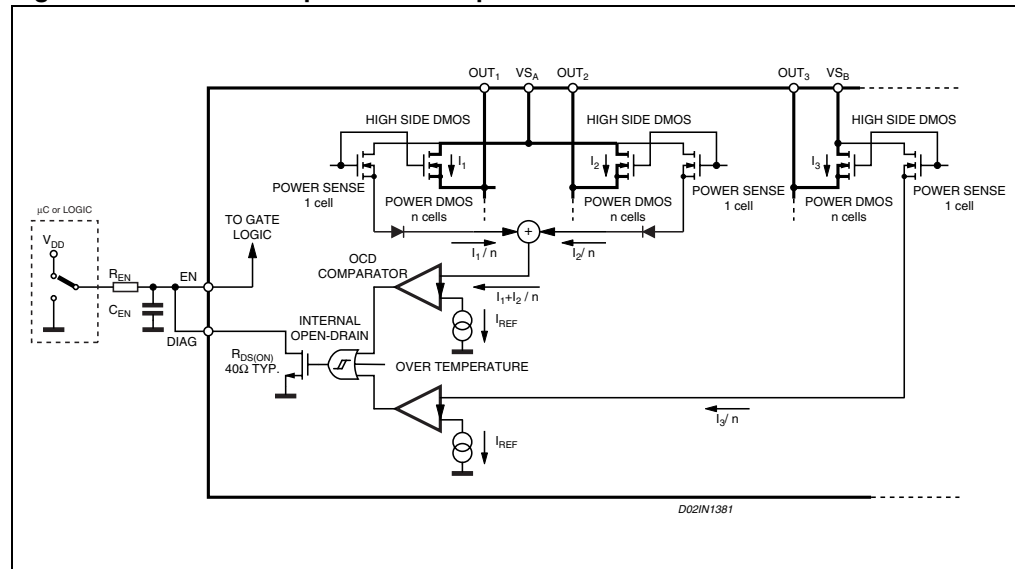 OUT1 VSA OUT2 OUT3 VSB
HIGH SIDE DMOS HIGH SIDE DMOS HIGH SIDE DMOS
I1 I2 I3
POWER SENSE
1 cell
POWER DMOS
n cells
POWER DMOS
n cells
POWER SENSE
1 cell
POWER DMOS
n cells
POWER SENSE
1 cell
μC or LOGIC
VDD
TO GATE
LOGIC
+
I1 / n I2/ n
REN
EN
CEN
DIAG
OCD
COMPARATOR
I1+I2 / n
IREF
INTERNAL
OPEN-DRAIN
RDS(ON)
40Ω TYP.
OVER TEMPERATURE
I3/ n
IREF
D02IN1381